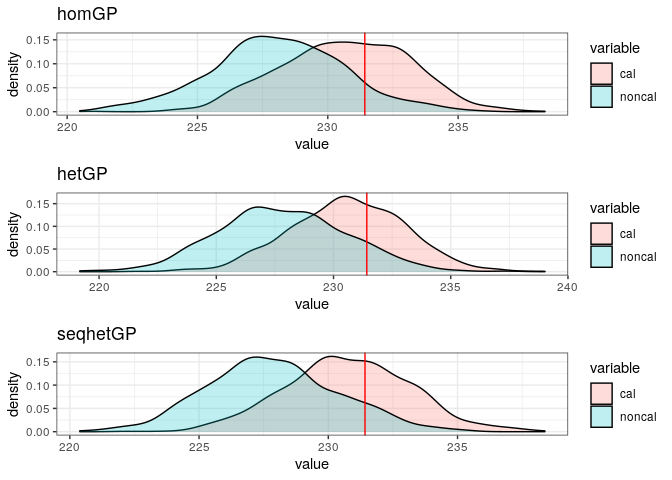 homGP
density
0.15
0.10
0.05
0.00
220 225 230 235
value
variable
cal
noncal
hetGP
density
0.15
0.10
0.05
0.00
220 225 230 235 240
value
variable
cal
noncal
seqhetGP
density
0.15
0.10
0.05
0.00
220 225 230 235
value
variable
cal
noncal